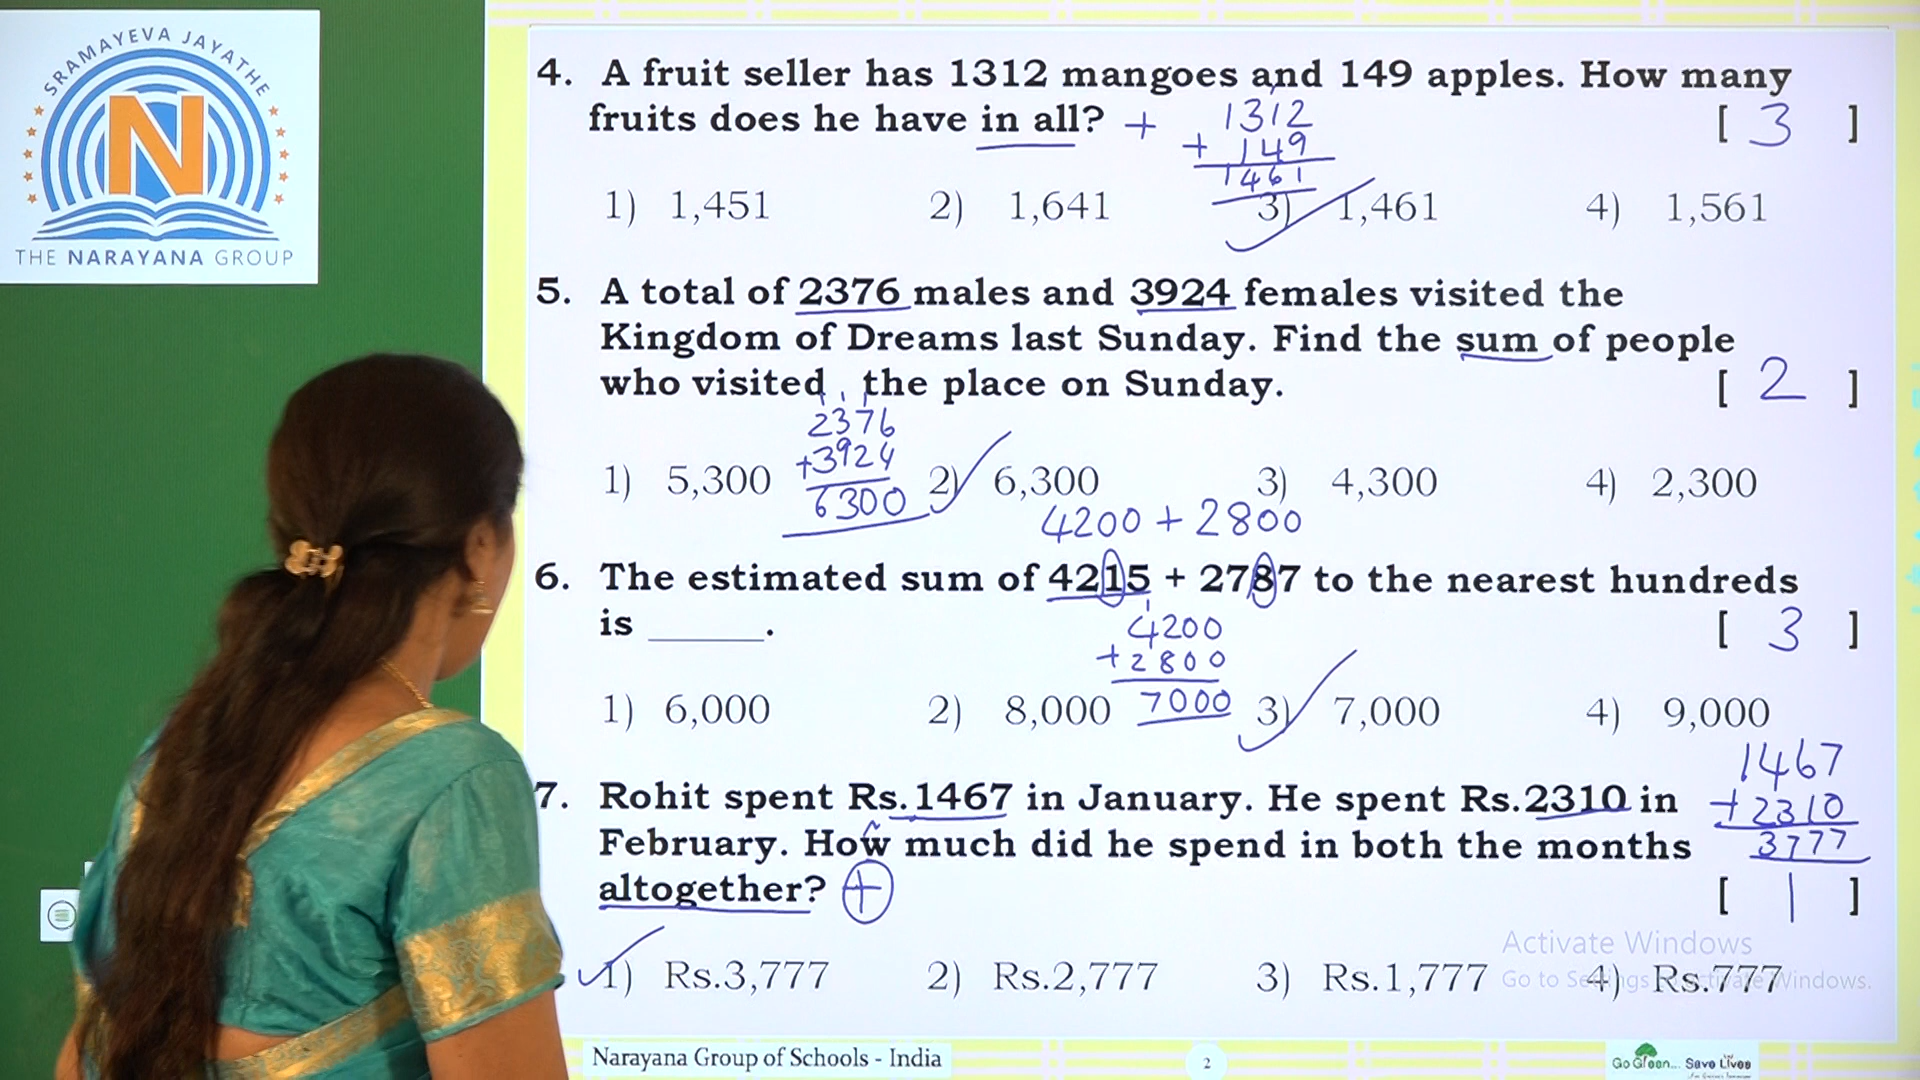 SRAMAYEVA JAYATHE
N
THE NARAYANA GROUP
4. A fruit seller has 1312 mangoes and 149 apples. How many
fruits does he have in all? + 1312 [ 3 ]
+ 149
1461
1) 1,451 2) 1,641 3) 1,461 4) 1,561
5. A total of 2376 males and 3924 females visited the
Kingdom of Dreams last Sunday. Find the sum of people
who visited the place on Sunday. [ 2 ]
2376
+3924
6300
1) 5,300 2) 6,300 3) 4,300 4) 2,300
4200 + 2800
6. The estimated sum of 4215 + 2787 to the nearest hundreds
is ______. [ 3 ]
4200
+2800
7000
1) 6,000 2) 8,000 3) 7,000 4) 9,000
1467
+2310
3777
7. Rohit spent Rs.1467 in January. He spent Rs.2310 in
February. How much did he spend in both the months
altogether? + [ 1 ]
1) Rs.3,777 2) Rs.2,777 3) Rs.1,777 4) Rs.777
Activate Windows
Go to Settings to activate Windows.
Narayana Group of Schools - India
2
Go Green... Save Lives